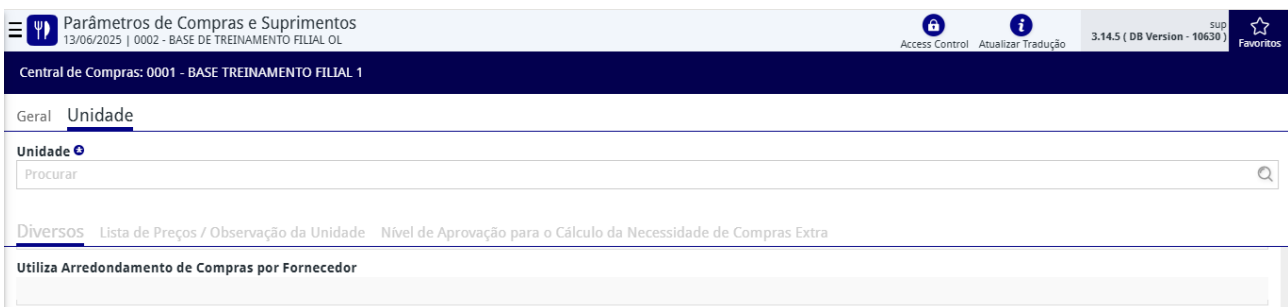 Parâmetros de Compras e Suprimentos
13/06/2025 | 0002 - BASE DE TREINAMENTO FILIAL OL
Access Control
Atualizar Tradução
sup
3.14.5 ( DB Version - 10630 )
Favoritos
Central de Compras: 0001 - BASE TREINAMENTO FILIAL 1
Geral Unidade
Unidade
Procurar
Diversos Lista de Preços / Observação da Unidade Nível de Aprovação para o Cálculo da Necessidade de Compras Extra
Utiliza Arredondamento de Compras por Fornecedor